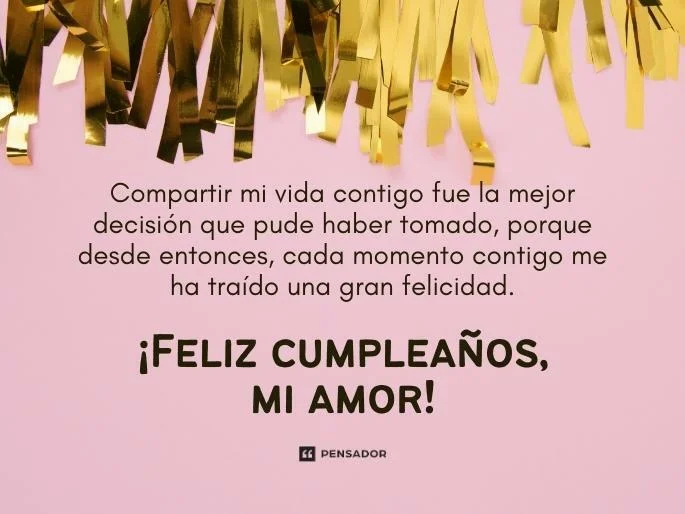 Compartir mi vida contigo fue la mejor
decisión que pude haber tomado, porque
desde entonces, cada momento contigo me
ha traído una gran felicidad.
¡FELIZ CUMPLEAÑOS,
MI AMOR!
PENSADOR